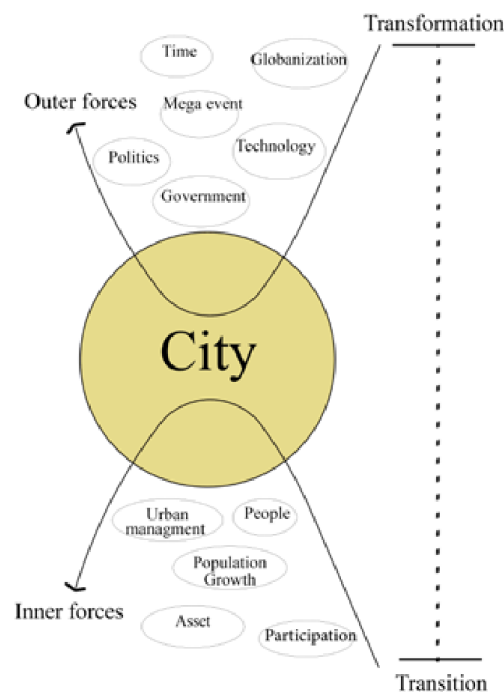 Transformation
Time
Globanization
Outer forces
Mega event
Technology
Politics
Government
City
Urban
managment
People
Population
Growth
Inner forces
Asset
Participation
Transition